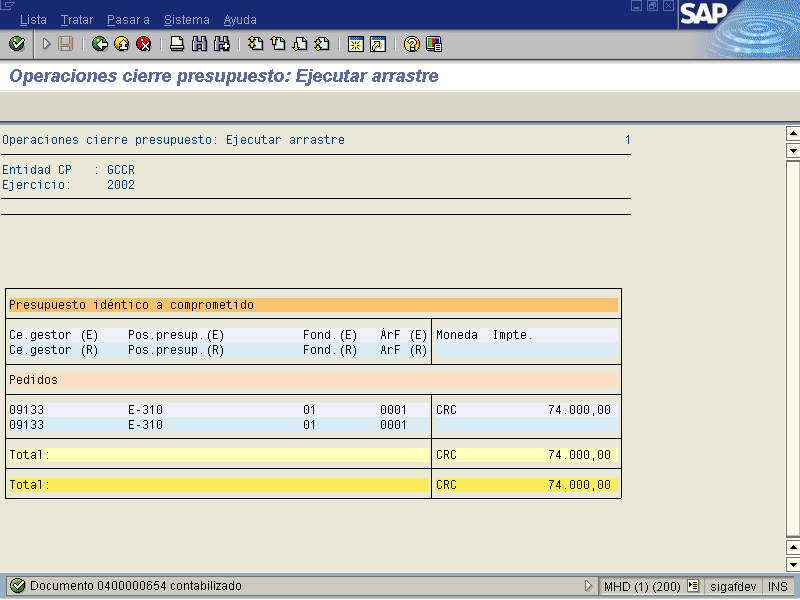 Lista Tratar Pasar a Sistema Ayuda
SAP
Operaciones cierre presupuesto: Ejecutar arrastre
Operaciones cierre presupuesto: Ejecutar arrastre 1
Entidad CP : GCCR
Ejercicio: 2002
Presupuesto idéntico a comprometido
Ce.gestor (E) Pos.presup.(E) Fond.(E) ÁrF (E) Moneda Impte.
Ce.gestor (R) Pos.presup.(R) Fond.(R) ÁrF (R)
Pedidos
09133 E-310 01 0001 CRC 74.000,00
09133 E-310 01 0001
Total: CRC 74.000,00
Total: CRC 74.000,00
Documento 0400000654 contabilizado MHD (1) (200) sigafdev INS